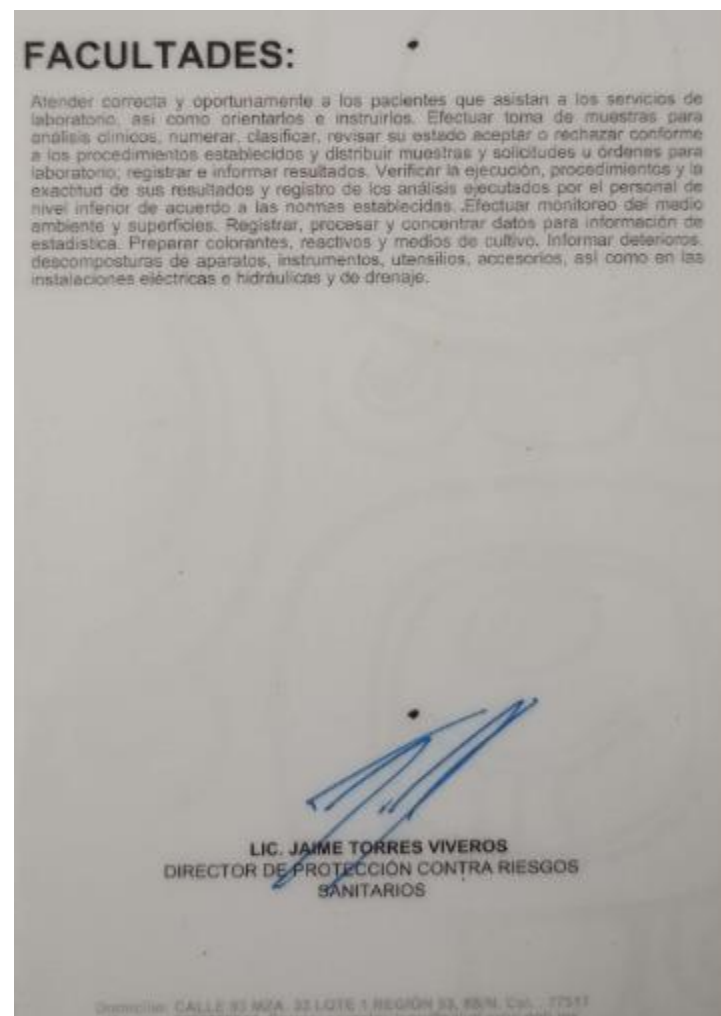 FACULTADES:
Atender correcta y oportunamente a los pacientes que asistan a los servicios de
laboratorio, así como orientarlos e instruirlos. Efectuar toma de muestras para
análisis clínicos, numerar, clasificar, revisar su estado aceptar o rechazar conforme
a los procedimientos establecidos y distribuir muestras y solicitudes u órdenes para
laboratorio; registrar e informar resultados. Verificar la ejecución, procedimientos y la
exactitud de sus resultados y registro de los análisis ejecutados por el personal de
nivel inferior de acuerdo a las normas establecidas. .Efectuar monitoreo del medio
ambiente y superficies. Registrar, procesar y concentrar datos para información de
estadística. Preparar colorantes, reactivos y medios de cultivo. Informar deterioros,
descomposturas de aparatos, instrumentos, utensilios, accesorios, así como en las
instalaciones eléctricas e hidráulicas y de drenaje.
LIC. JAIME TORRES VIVEROS
DIRECTOR DE PROTECCIÓN CONTRA RIESGOS
SANITARIOS
Domicilio: CALLE 93 MZA. 33 LOTE 1 REGIÓN 93, 77517